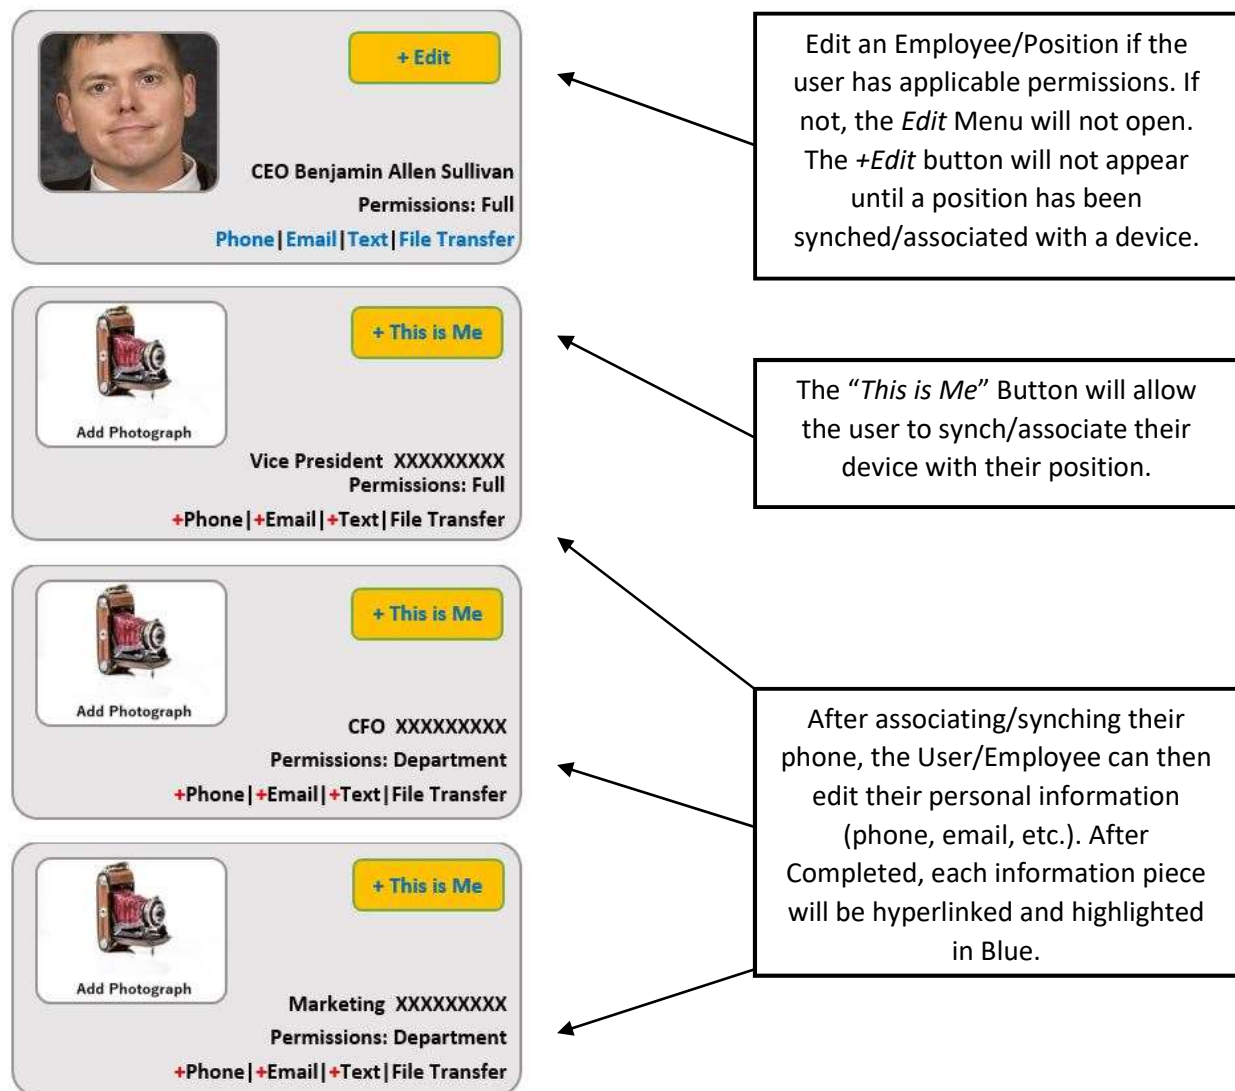 + Edit
CEO Benjamin Allen Sullivan
Permissions: Full
Phone|Email|Text|File Transfer
Edit an Employee/Position if the
user has applicable permissions. If
not, the Edit Menu will not open.
The +Edit button will not appear
until a position has been
synched/associated with a device.
+ This is Me
Add Photograph
Vice President XXXXXXXXX
Permissions: Full
+Phone|+Email|+Text|File Transfer
The “This is Me” Button will allow
the user to synch/associate their
device with their position.
+ This is Me
Add Photograph
CFO XXXXXXXXX
Permissions: Department
+Phone|+Email|+Text|File Transfer
After associating/synching their
phone, the User/Employee can then
edit their personal information
(phone, email, etc.). After
Completed, each information piece
will be hyperlinked and highlighted
in Blue.
+ This is Me
Add Photograph
Marketing XXXXXXXXX
Permissions: Department
+Phone|+Email|+Text|File Transfer